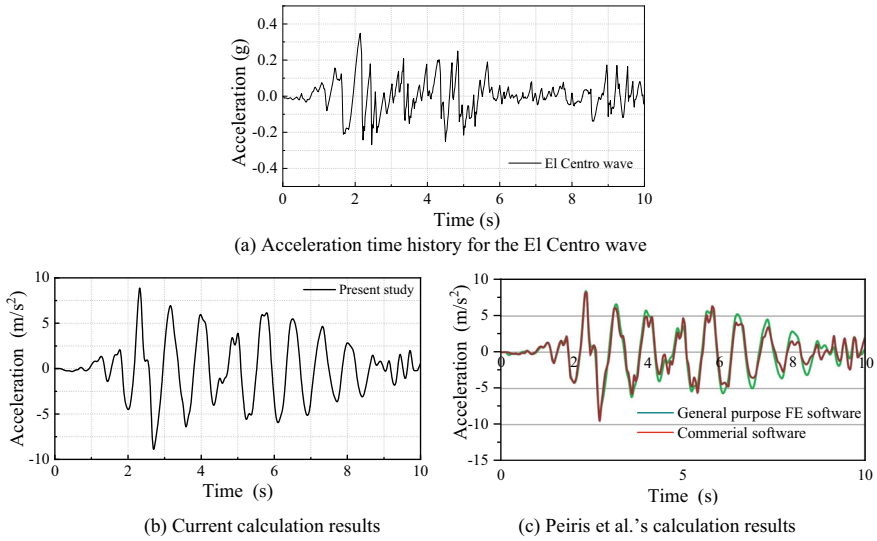 0.4
0.2
0.0
-0.2
-0.4
Acceleration (g)
El Centro wave
0 2 4 6 8 10
Time (s)
(a) Acceleration time history for the El Centro wave
10
5
0
-5
-10
Acceleration (m/s²)
Present study
0 2 4 6 8 10
Time (s)
(b) Current calculation results
10
5
0
-5
-10
-15
Acceleration (m/s²)
0 2 4 6 8 10
General purpose FE software
Commerial software
0 5 10
Time (s)
(c) Peiris et al.'s calculation results